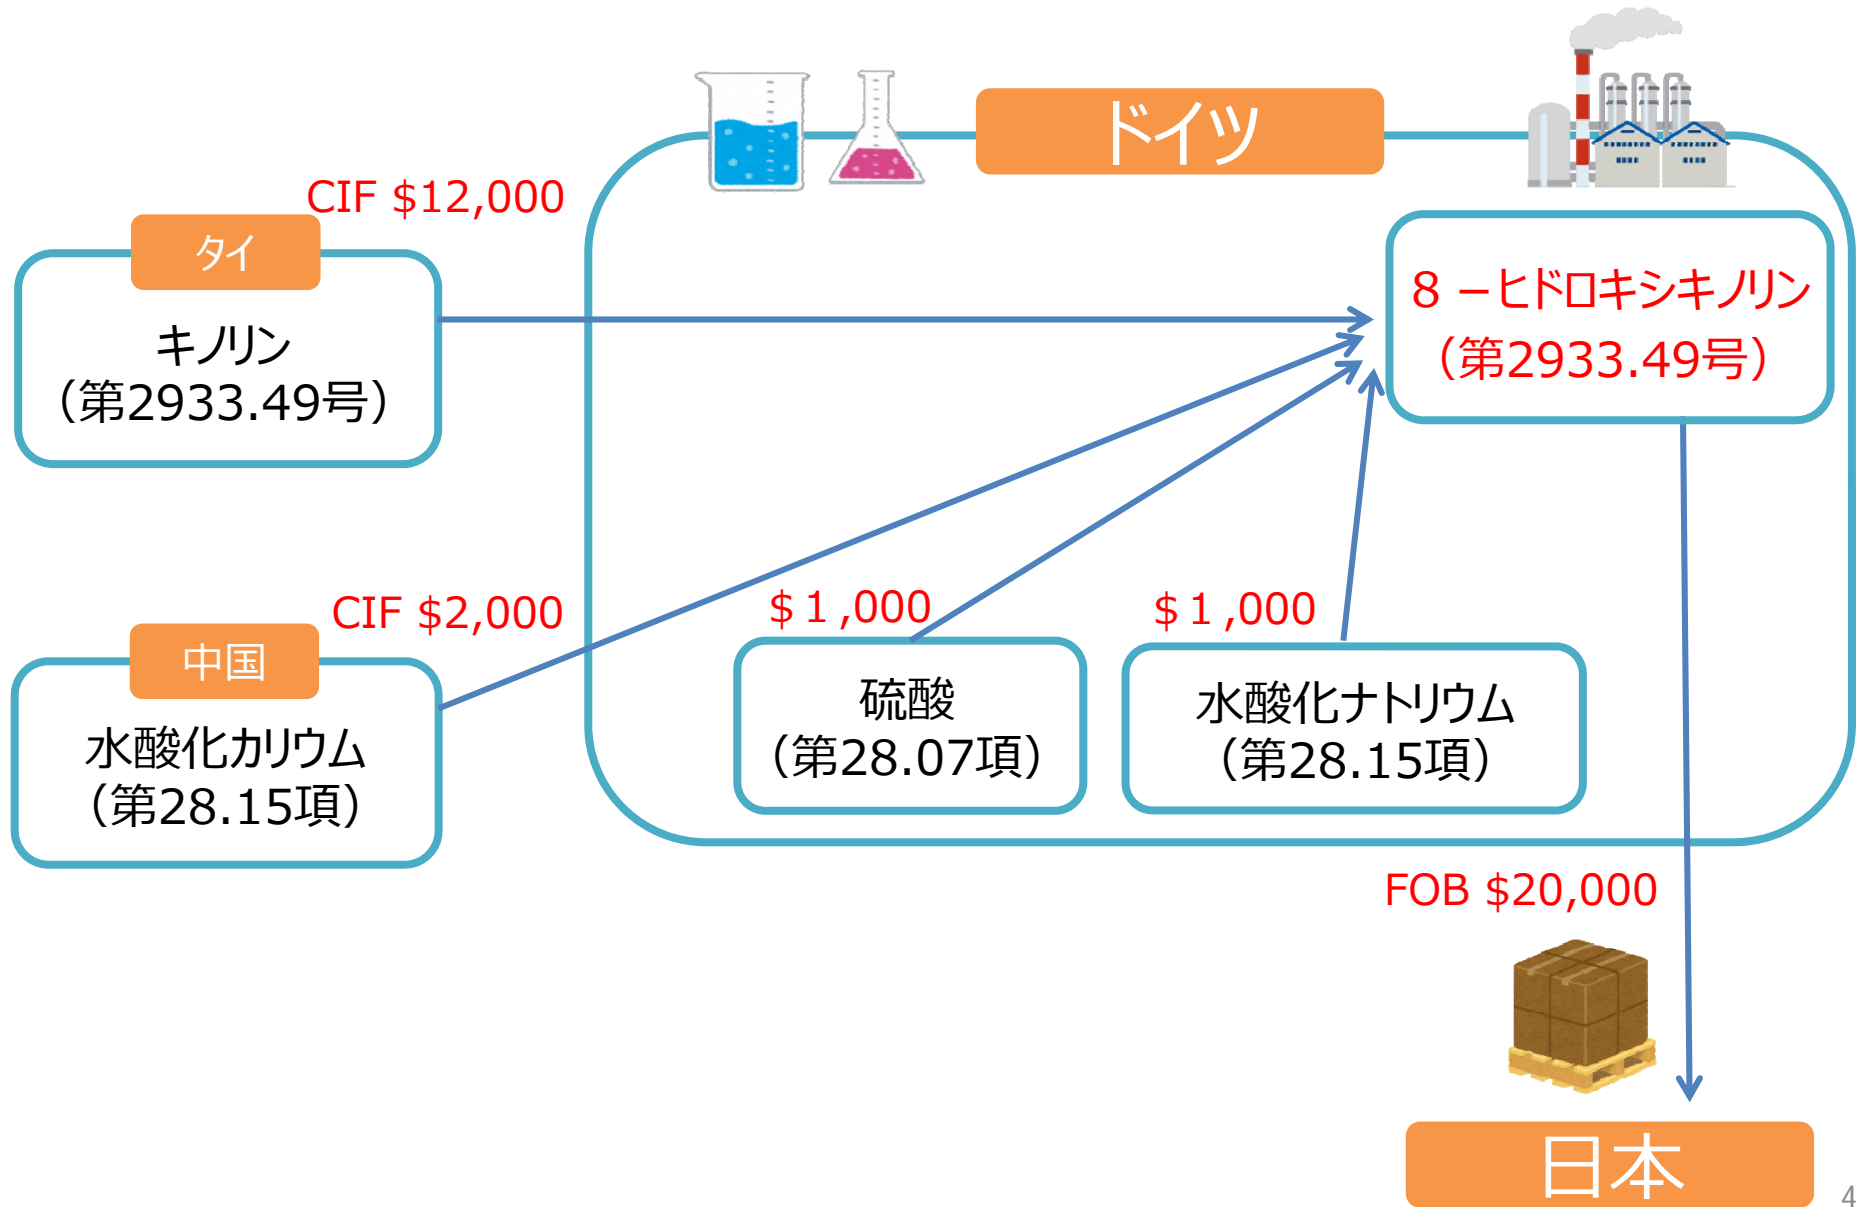 ドイツ
CIF $12,000
タイ
キノリン
（第2933.49号）
８－ヒドロキシキノリン
（第2933.49号）
CIF $2,000
中国
水酸化カリウム
（第28.15項）
＄１,000
硫酸
（第28.07項）
＄１,000
水酸化ナトリウム
（第28.15項）
FOB $20,000
日本
4